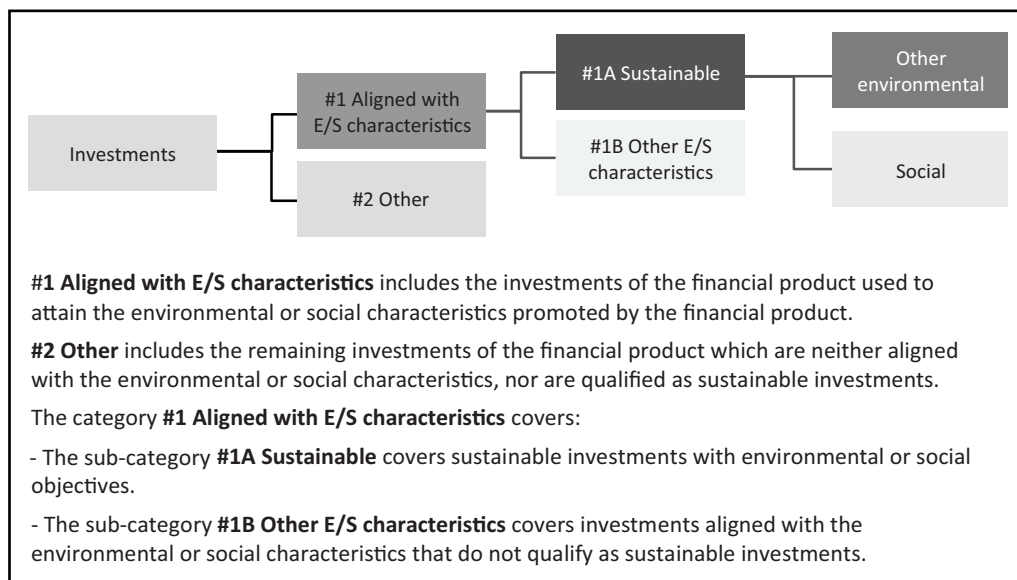 Investments
#1 Aligned with
E/S characteristics
#2 Other
#1A Sustainable
#1B Other E/S
characteristics
Other
environmental
Social
#1 Aligned with E/S characteristics includes the investments of the financial product used to
attain the environmental or social characteristics promoted by the financial product.
#2 Other includes the remaining investments of the financial product which are neither aligned
with the environmental or social characteristics, nor are qualified as sustainable investments.
The category #1 Aligned with E/S characteristics covers:
- The sub-category #1A Sustainable covers sustainable investments with environmental or social
objectives.
- The sub-category #1B Other E/S characteristics covers investments aligned with the
environmental or social characteristics that do not qualify as sustainable investments.